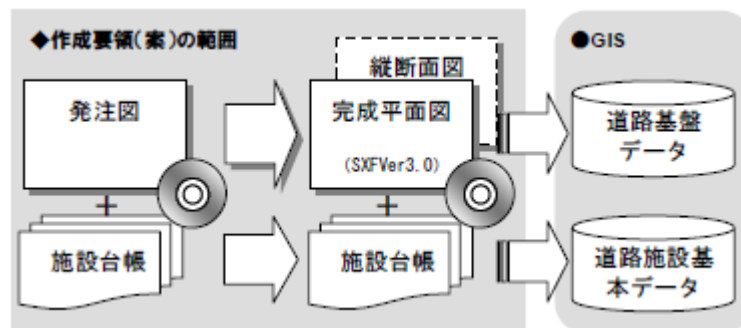 ◆作成要領(案)の範囲
●GIS
縦断面図
発注図
完成平面図
(SXFVer3.0)
道路基盤
データ
+
+
施設台帳
施設台帳
道路施設基
本データ